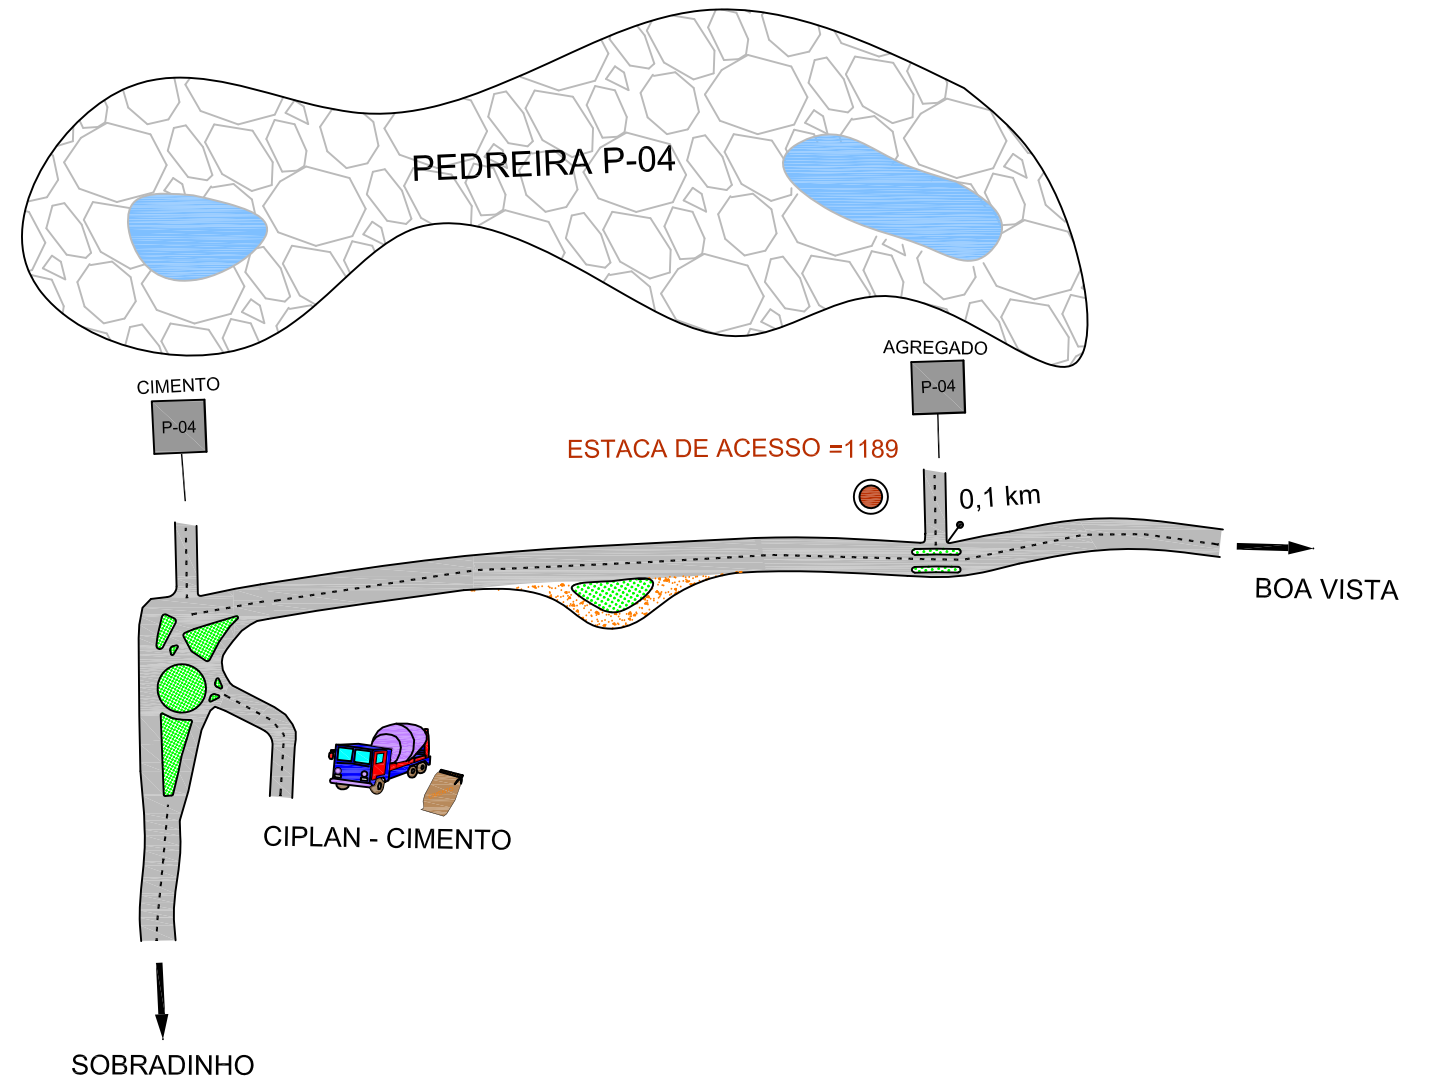 PEDREIRA P-04
AGREGADO
P-04
CIMENTO
P-04
ESTACA DE ACESSO =1189
0,1 km
BOA VISTA
CIPLAN - CIMENTO
SOBRADINHO